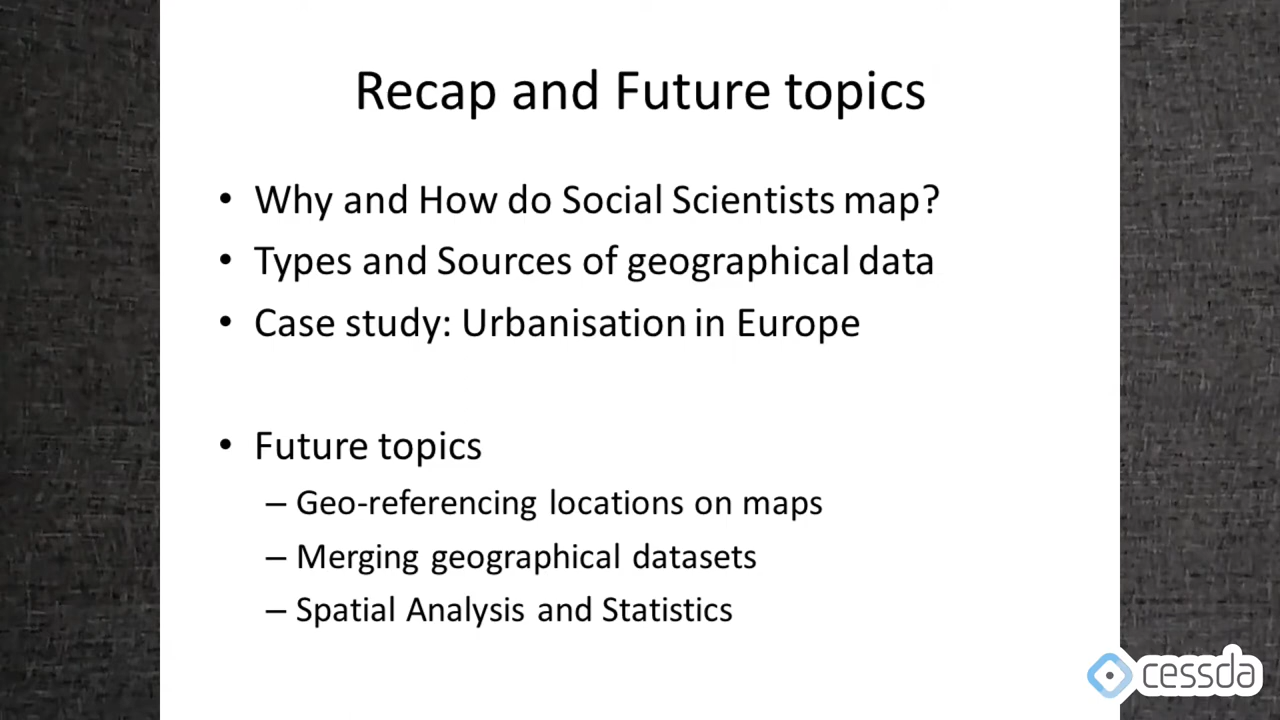 Recap and Future topics
• Why and How do Social Scientists map?
• Types and Sources of geographical data
• Case study: Urbanisation in Europe
• Future topics
– Geo-referencing locations on maps
– Merging geographical datasets
– Spatial Analysis and Statistics
cessda